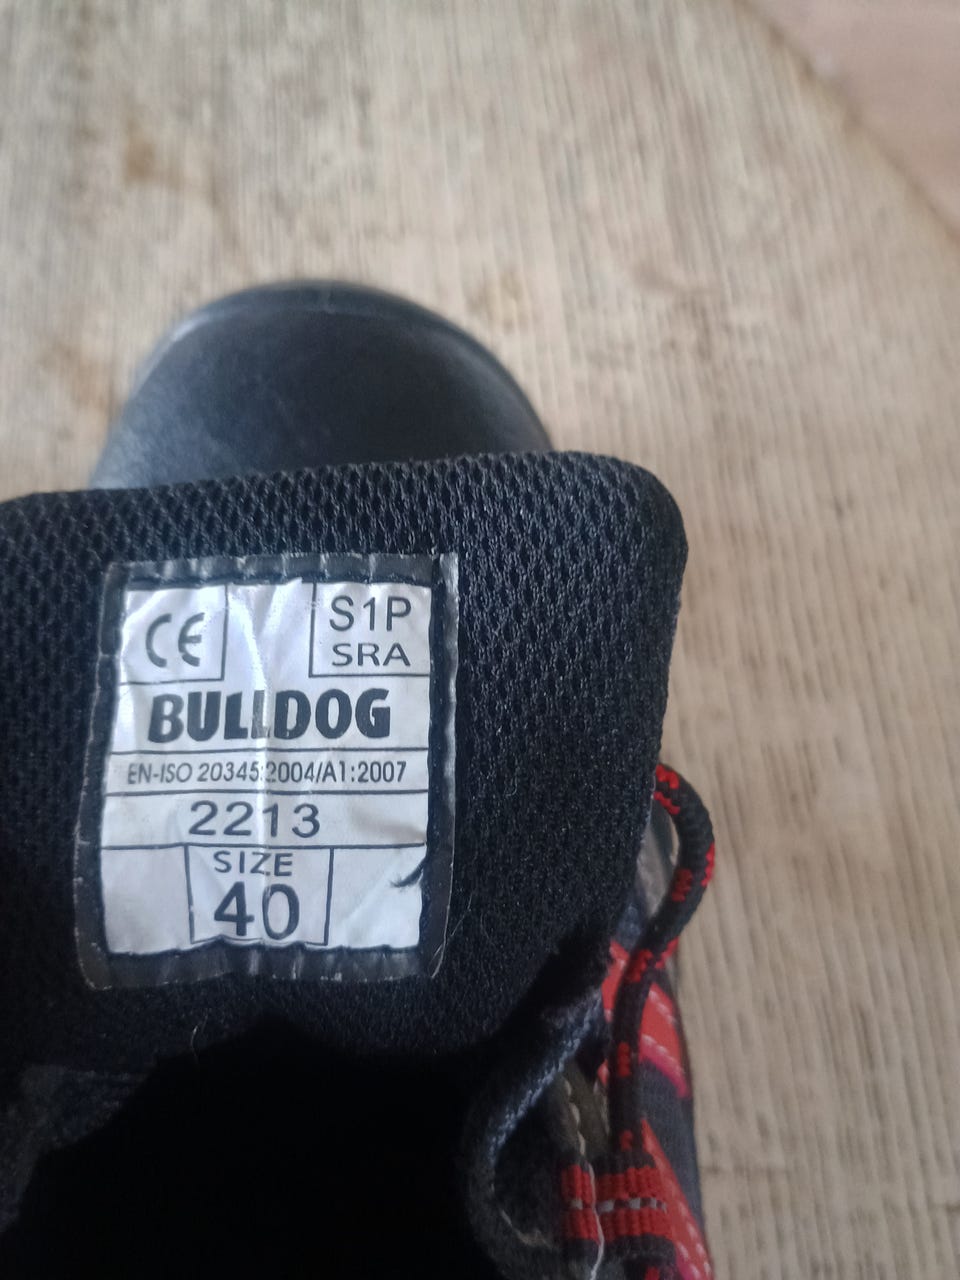 CE
S1P
SRA
BULLDOG
EN-ISO 20345:2004/A1:2007
2213
SIZE
40